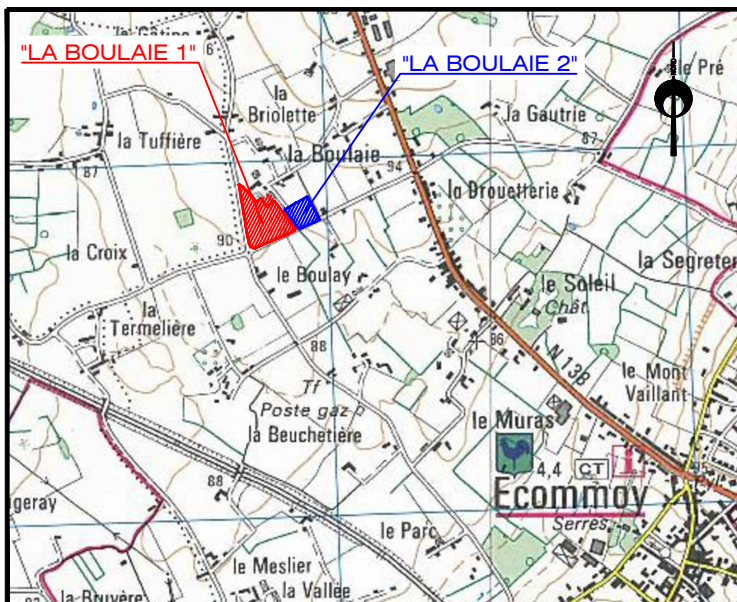 la Gâtine
"LA BOULAIE 1"
"LA BOULAIE 2"
le Pré
la
Briolette
la Gautrie
la Tuffière
87
la Boulaie
94
87
la Drouetterie
la Croix
90
le Boulay
la Segreter
le Soleil
Chât.
la
Termelière
88
86
N 138
le Mont
Vaillant
Tf
Poste gaz
la Beuchetière
le Muras
4,4
CT
i
88
Ecommoy
geray
Serres
le Parc
le Meslier
la Vallée
la Bruyère